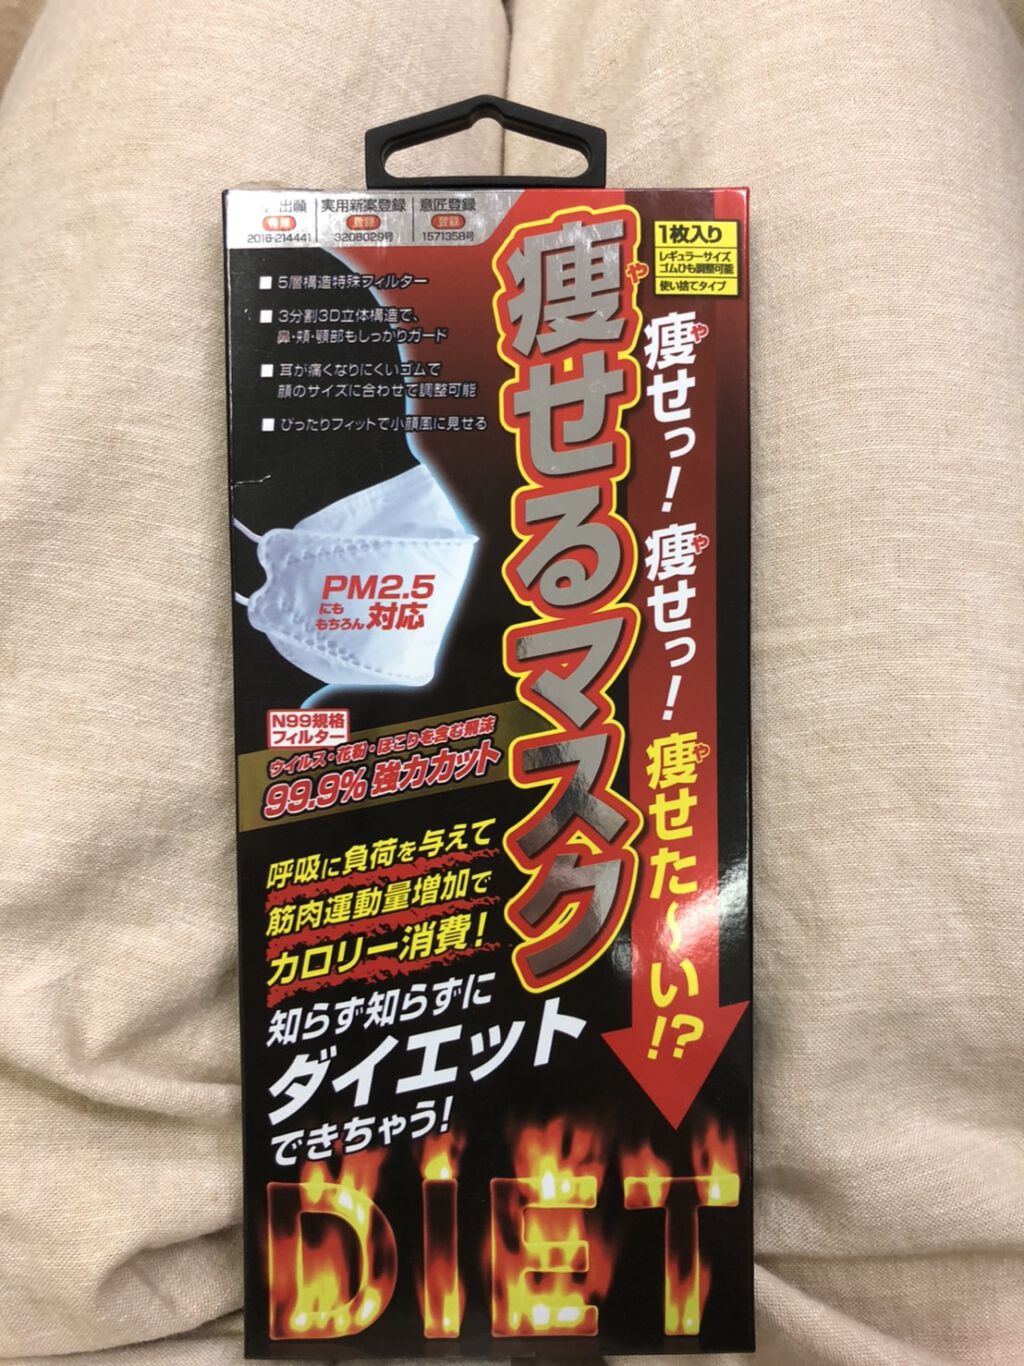 出願
特願
2018-214441
実用新案登録
登録
3208029号
意匠登録
登録
1571358号
1枚入り
レギュラーサイズ
ゴムひも調整可能
使い捨てタイプ
■5層構造特殊フィルター
■3分割3D立体構造で、
鼻・頬・顎部もしっかりガード
■耳が痛くなりにくいゴムで
顔のサイズに合わせて調整可能
■ぴったりフィットで小顔風に見せる
痩せるマスク
や
痩せっ!痩せっ!痩せた〜い!?
や
や
や
PM2.5
にも
もちろん対応
N99規格
フィルター
ウイルス・花粉・ほこりを含む飛沫
99.9%強力カット
呼吸に負荷を与えて
筋肉運動量増加で
カロリー消費!
知らず知らずに
ダイエット
できちゃう!
DIET